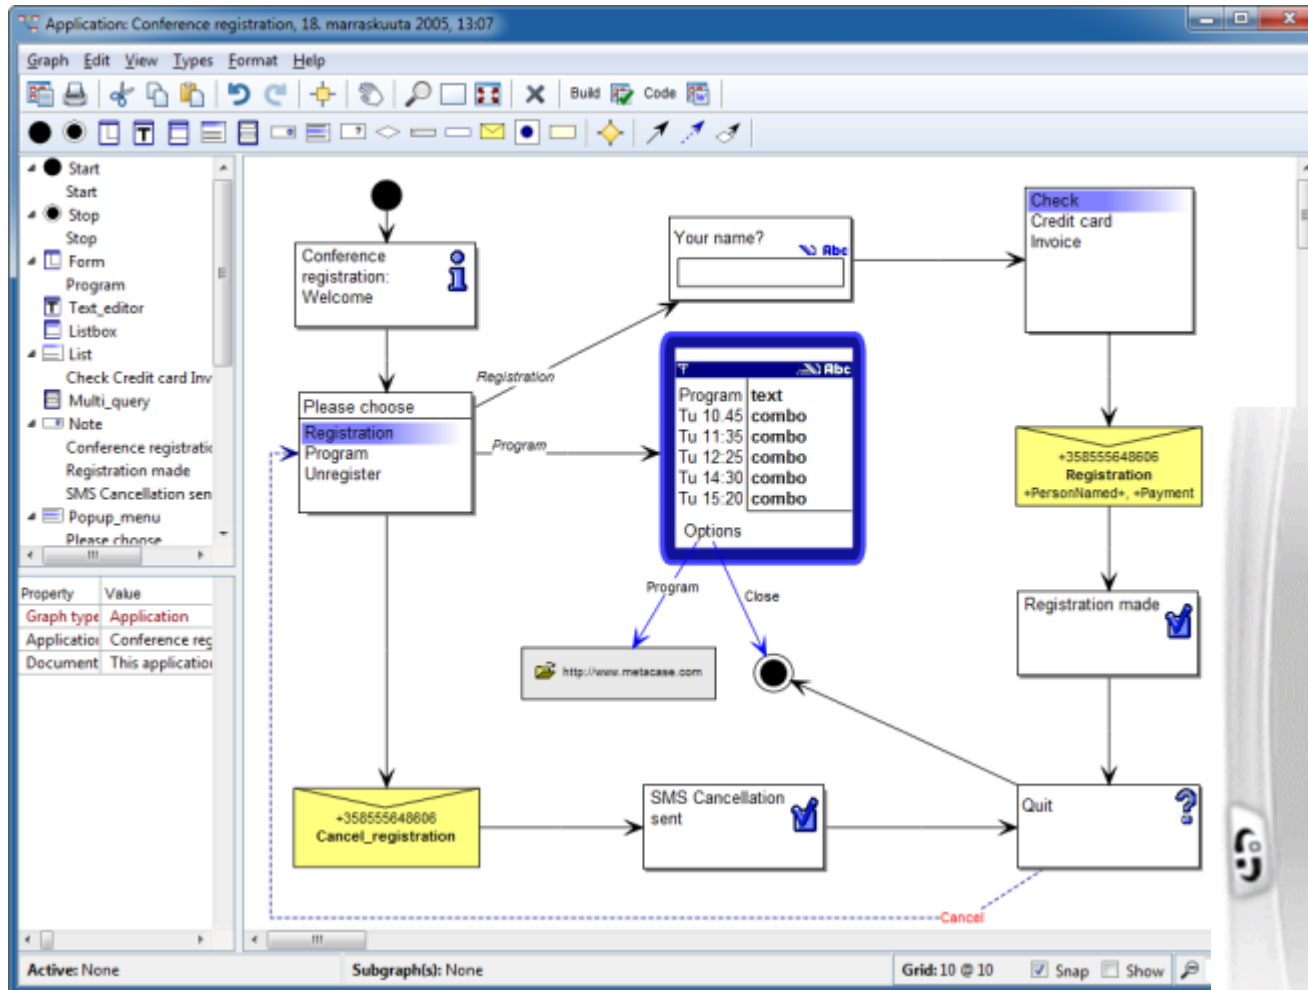 Application: Conference registration, 18. marraskuuta 2005, 13:07
Graph Edit View Types Format Help
Build Code
Start
Start
Stop
Stop
Form
Program
Text_editor
Listbox
List
Check Credit card Inv
Multi_query
Note
Conference registratic
Registration made
SMS Cancellation sen
Popup_menu
Please choose
Property Value
Graph type Application
Application Conference reg
Document This application
Conference
registration:
Welcome
Please choose
Registration
Program
Unregister
Registration
Program
Your name?
Abc
Check
Credit card
Invoice
Abc
Program text
Tu 10.45 combo
Tu 11:35 combo
Tu 12:25 combo
Tu 14:30 combo
Tu 15:20 combo
Options
Program
Close
http://www.metacase.com
+358555648606
Registration
+PersonNamed+, +Payment
Registration made
+358555648606
Cancel_registration
SMS Cancellation
sent
Quit
Cancel
Active: None
Subgraph(s): None
Grid: 10 @ 10
Snap
Show